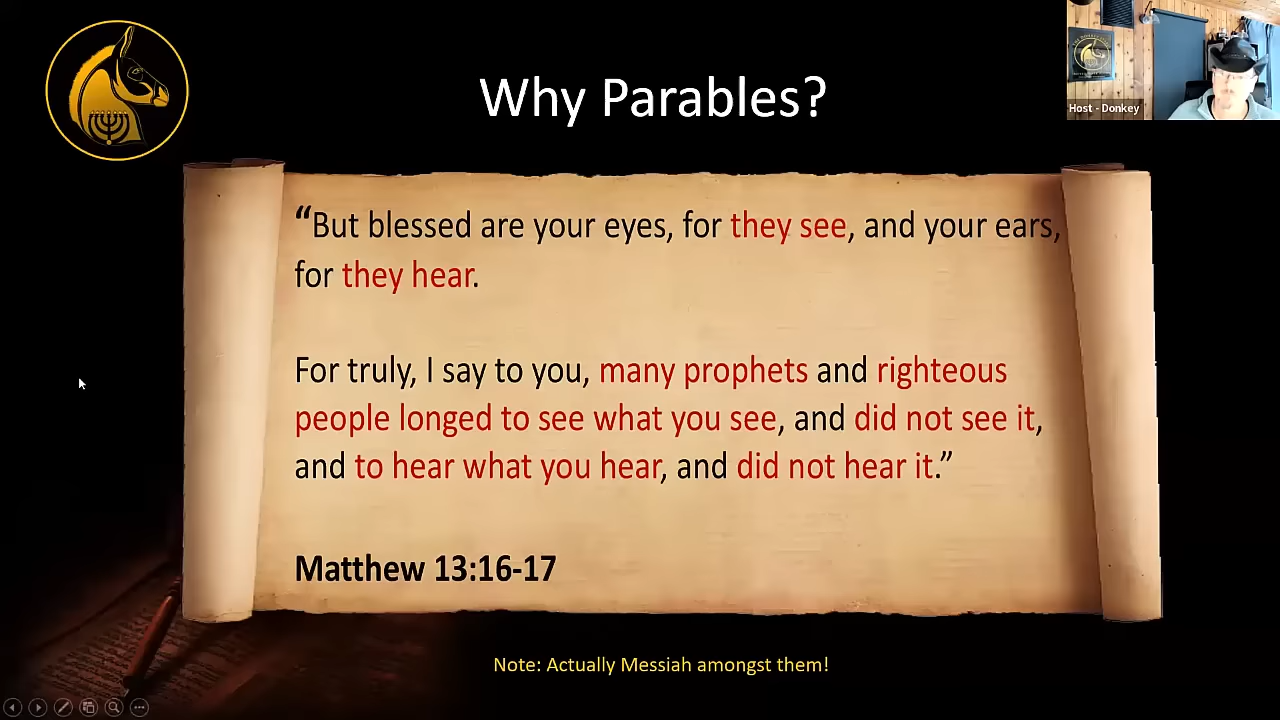 Why Parables?
Host - Donkey
“But blessed are your eyes, for they see, and your ears,
for they hear.
For truly, I say to you, many prophets and righteous
people longed to see what you see, and did not see it,
and to hear what you hear, and did not hear it.”
Matthew 13:16-17
Note: Actually Messiah amongst them!